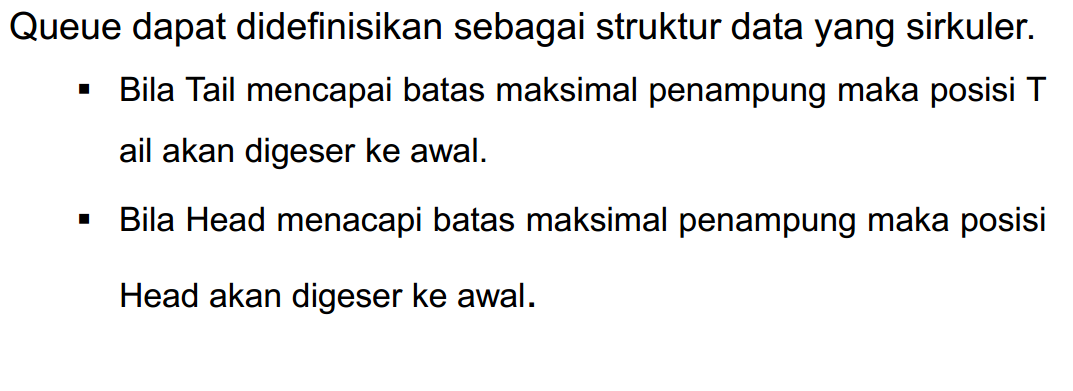 Queue dapat didefinisikan sebagai struktur data yang sirkuler.
▪ Bila Tail mencapai batas maksimal penampung maka posisi T
ail akan digeser ke awal.
▪ Bila Head menacapi batas maksimal penampung maka posisi
Head akan digeser ke awal.